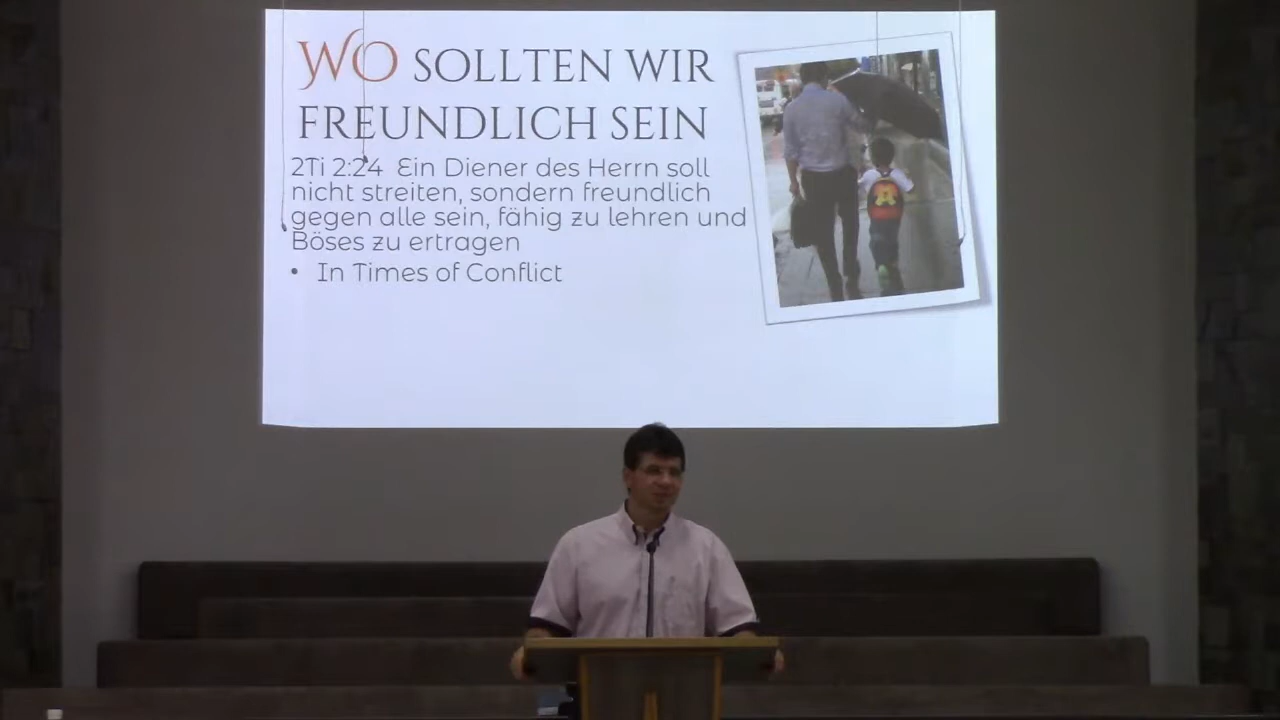 WO SOLLTEN WIR
FREUNDLICH SEIN
2Ti 2:24 Ein Diener des Herrn soll
nicht streiten, sondern freundlich
gegen alle sein, fähig zu lehren und
Böses zu ertragen
• In Times of Conflict